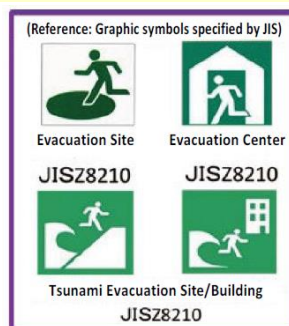 (Reference: Graphic symbols specified by JIS)
Evacuation Site
Evacuation Center
JISZ8210
JISZ8210
Tsunami Evacuation Site/Building
JISZ8210